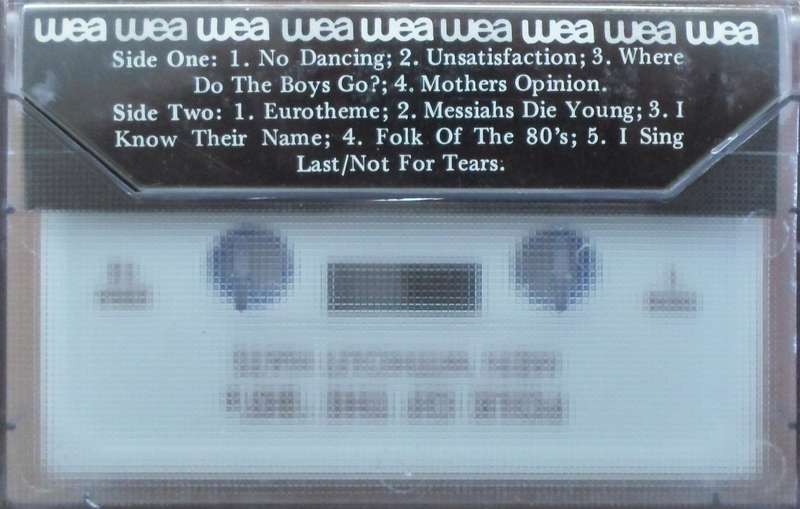 wea wea wea wea wea wea wea wea wea
Side One: 1. No Dancing; 2. Unsatisfaction; 3. Where
Do The Boys Go?; 4. Mothers Opinion.
Side Two: 1. Eurotheme; 2. Messiahs Die Young; 3. I
Know Their Name; 4. Folk Of The 80's; 5. I Sing
Last/Not For Tears.